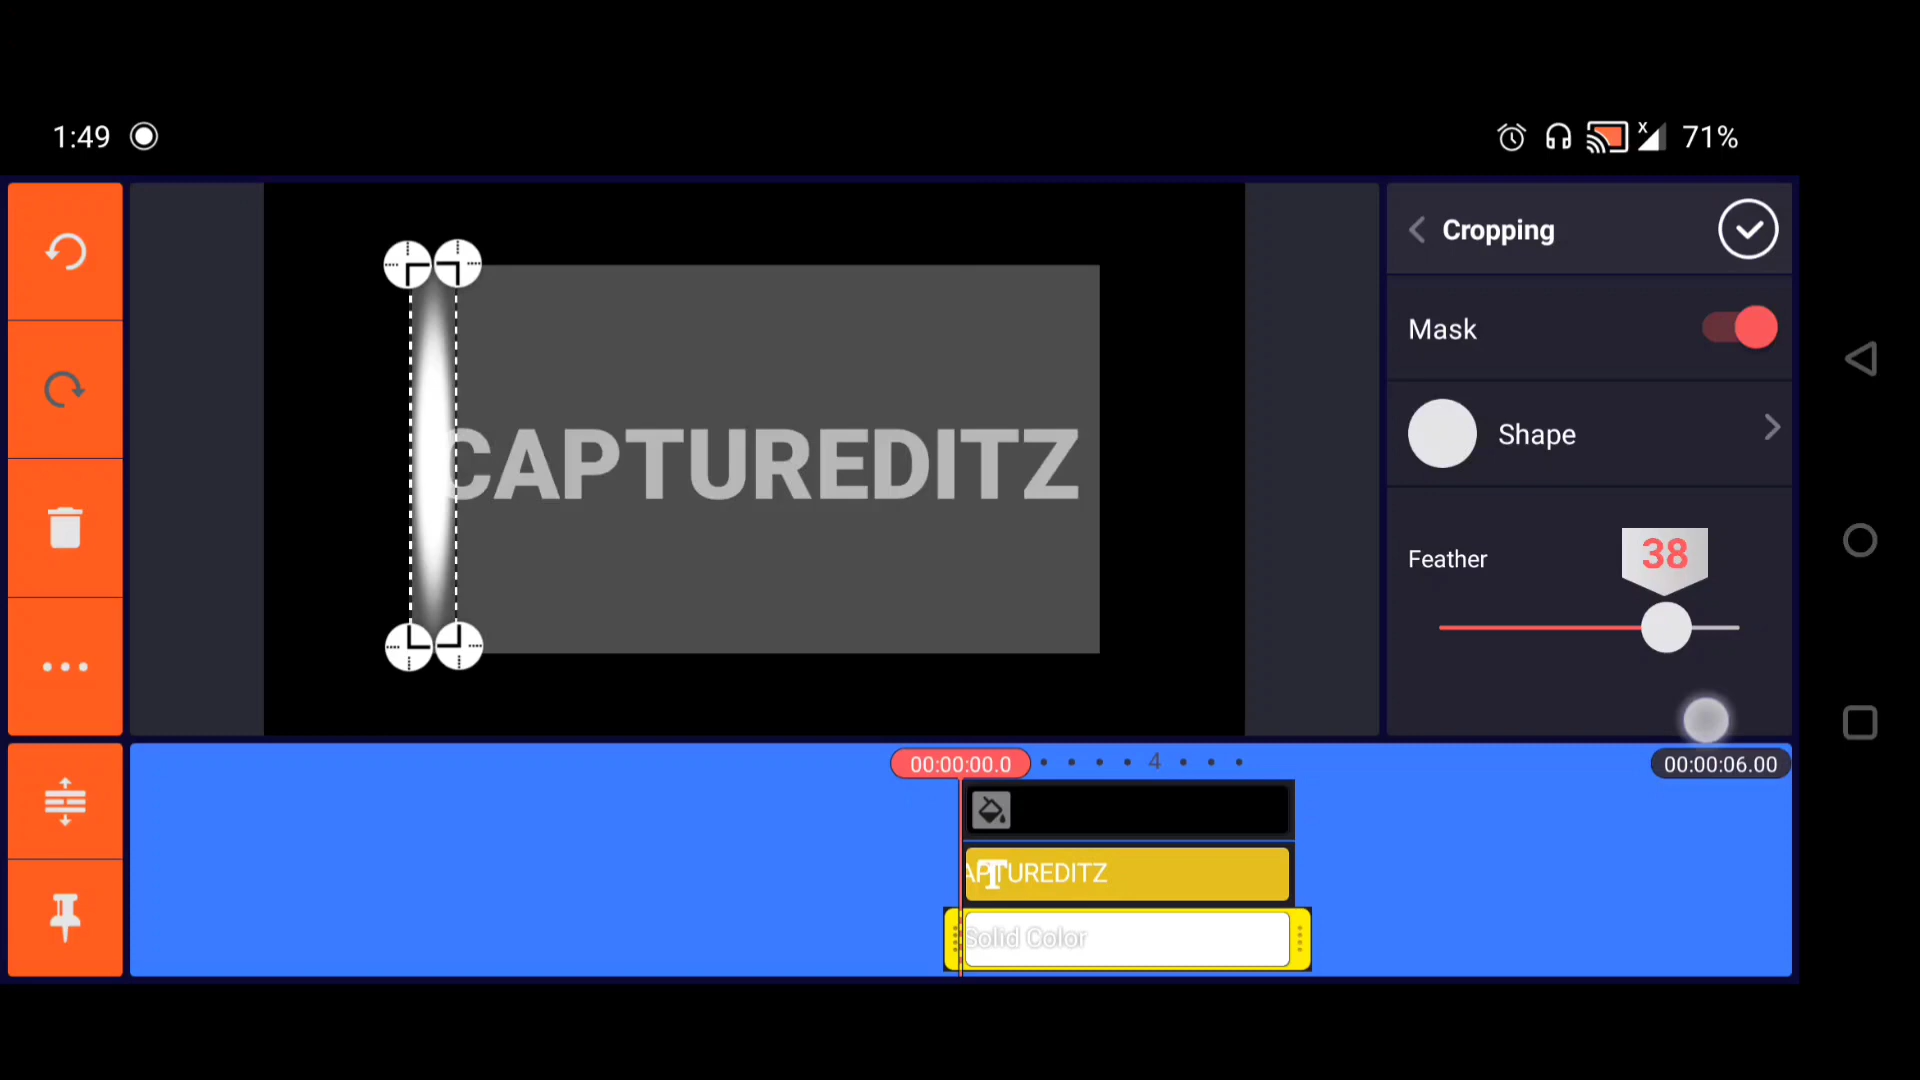 1:49
71%
Cropping
Mask
Shape
38
Feather
CAPTUREDITZ
00:00:00.0
4
00:00:06.00
APTUREDITZ
Solid Color